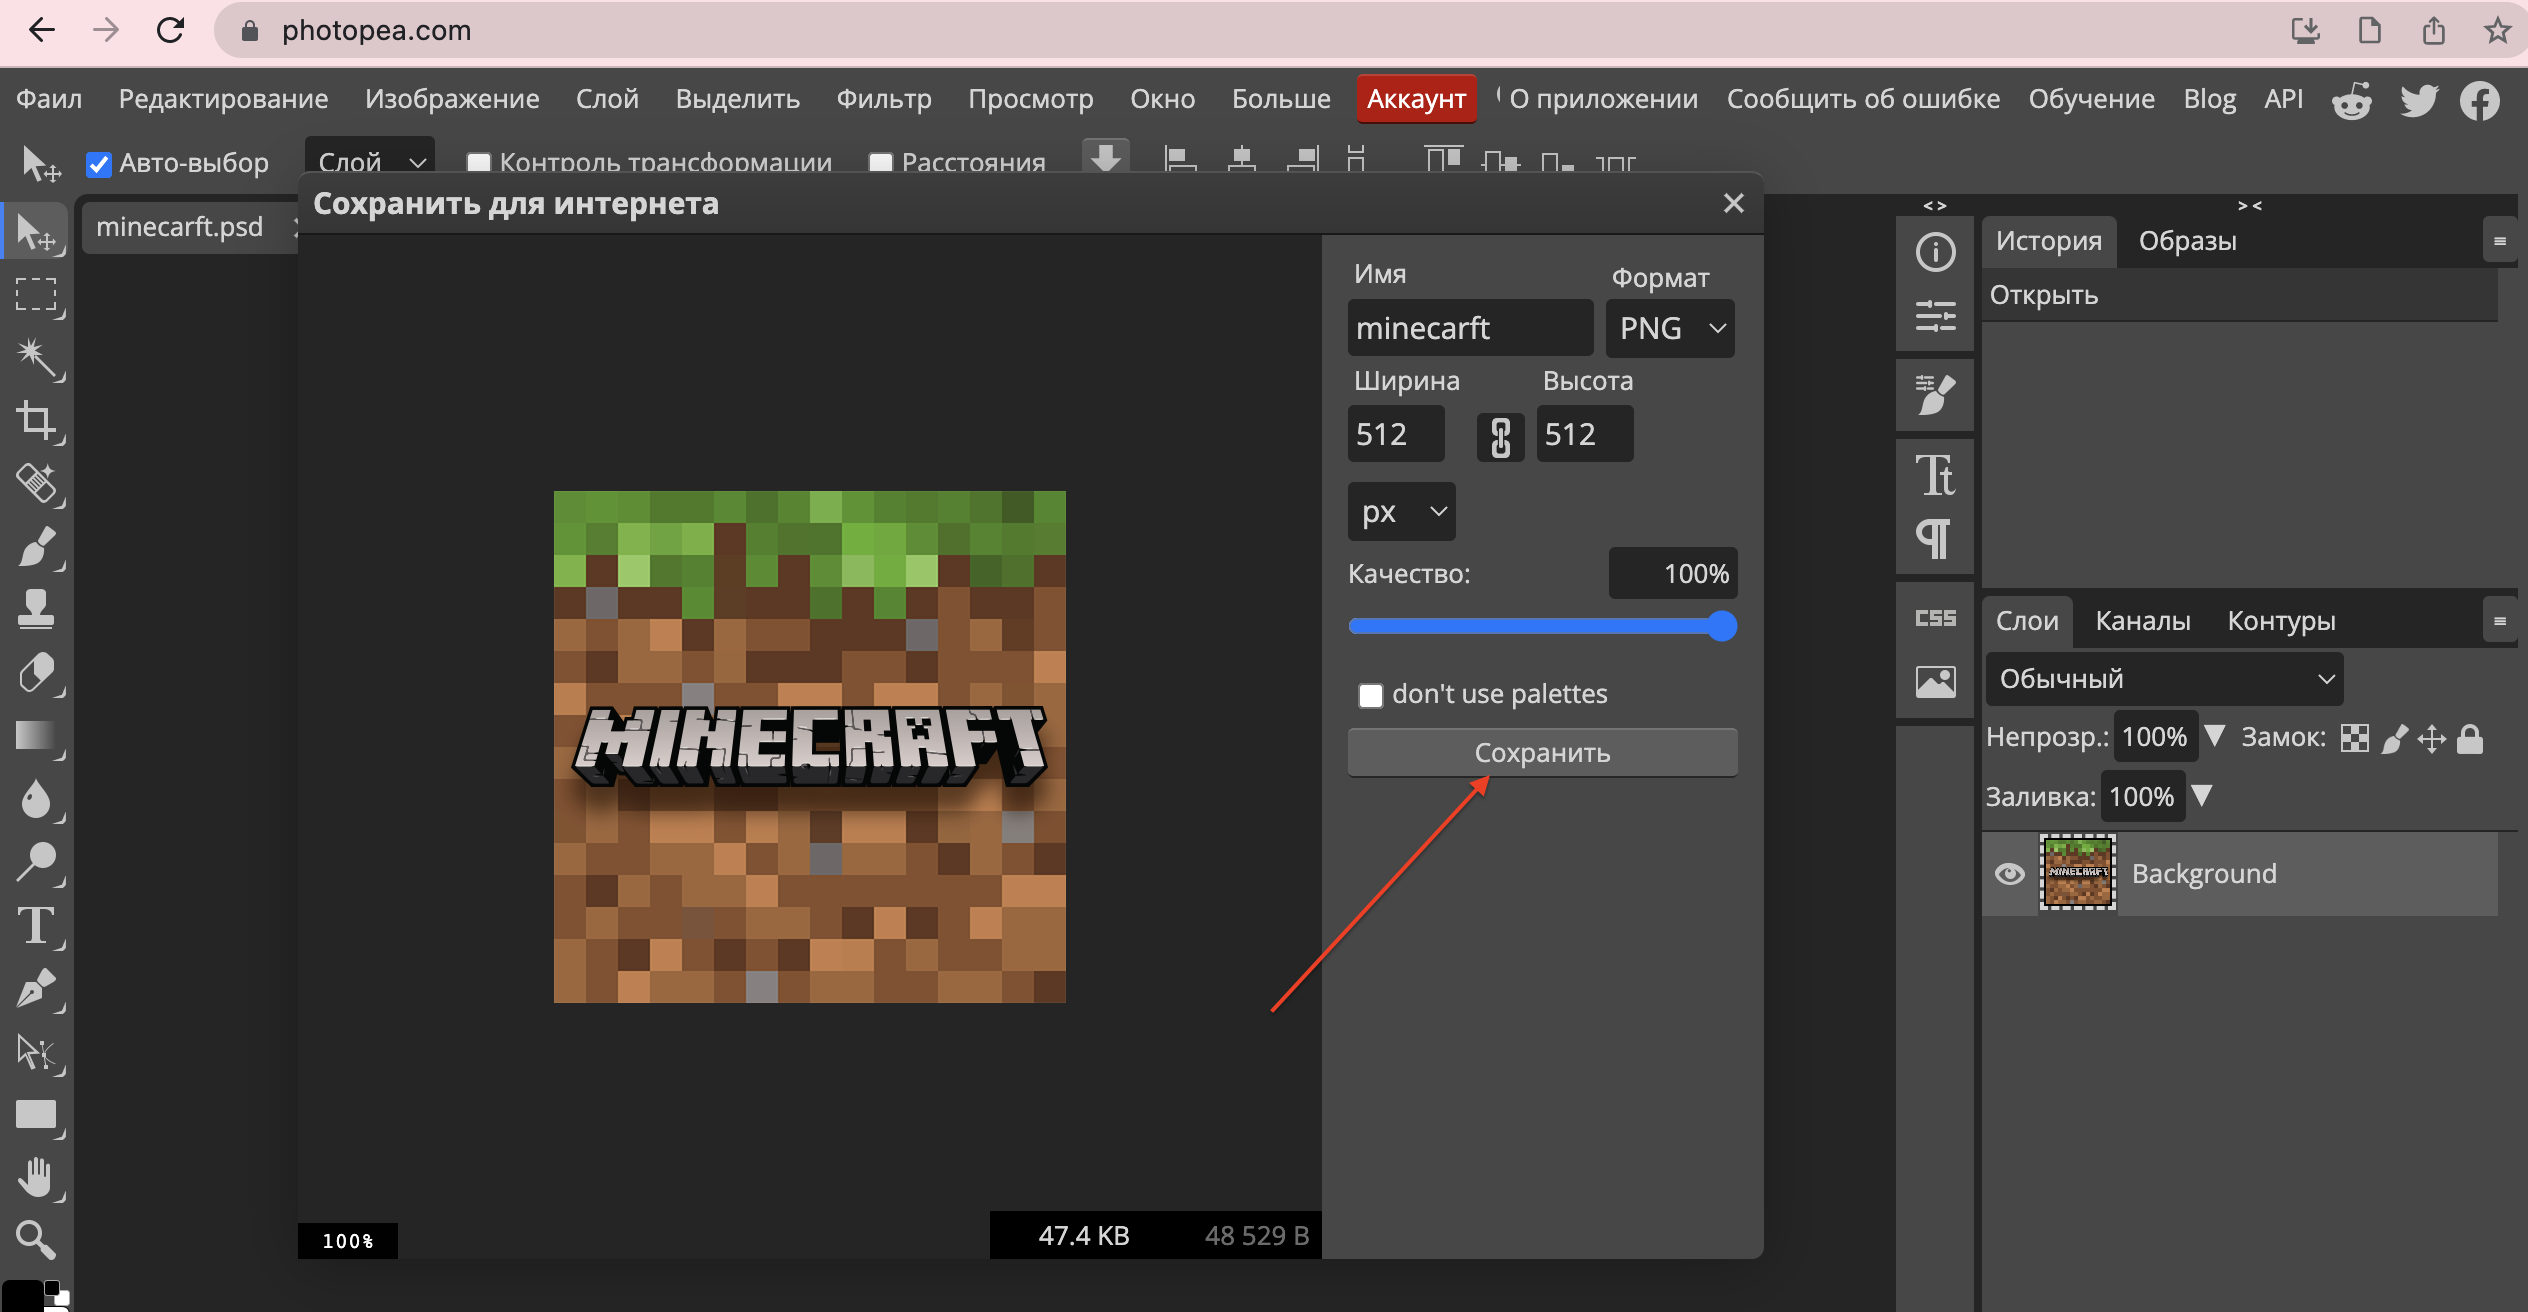 photopea.com
Фаил Редактирование Изображение Слой Выделить Фильтр Просмотр Окно Больше Аккаунт О приложении Сообщить об ошибке Обучение Blog API
Авто-выбор Слой Контроль трансформации Расстояния
Сохранить для интернета
minecarft.psd
< > > <
История Образы
Открыть
Имя Формат
minecarft PNG
Ширина Высота
512 512
px
Качество: 100%
don't use palettes
Сохранить
MINECRAFT
Tt
CSS
Слои Каналы Контуры
Обычный
Непрозр.: 100% Замок:
Заливка: 100%
MINECRAFT
Background
T
100%
47.4 KB 48 529 B